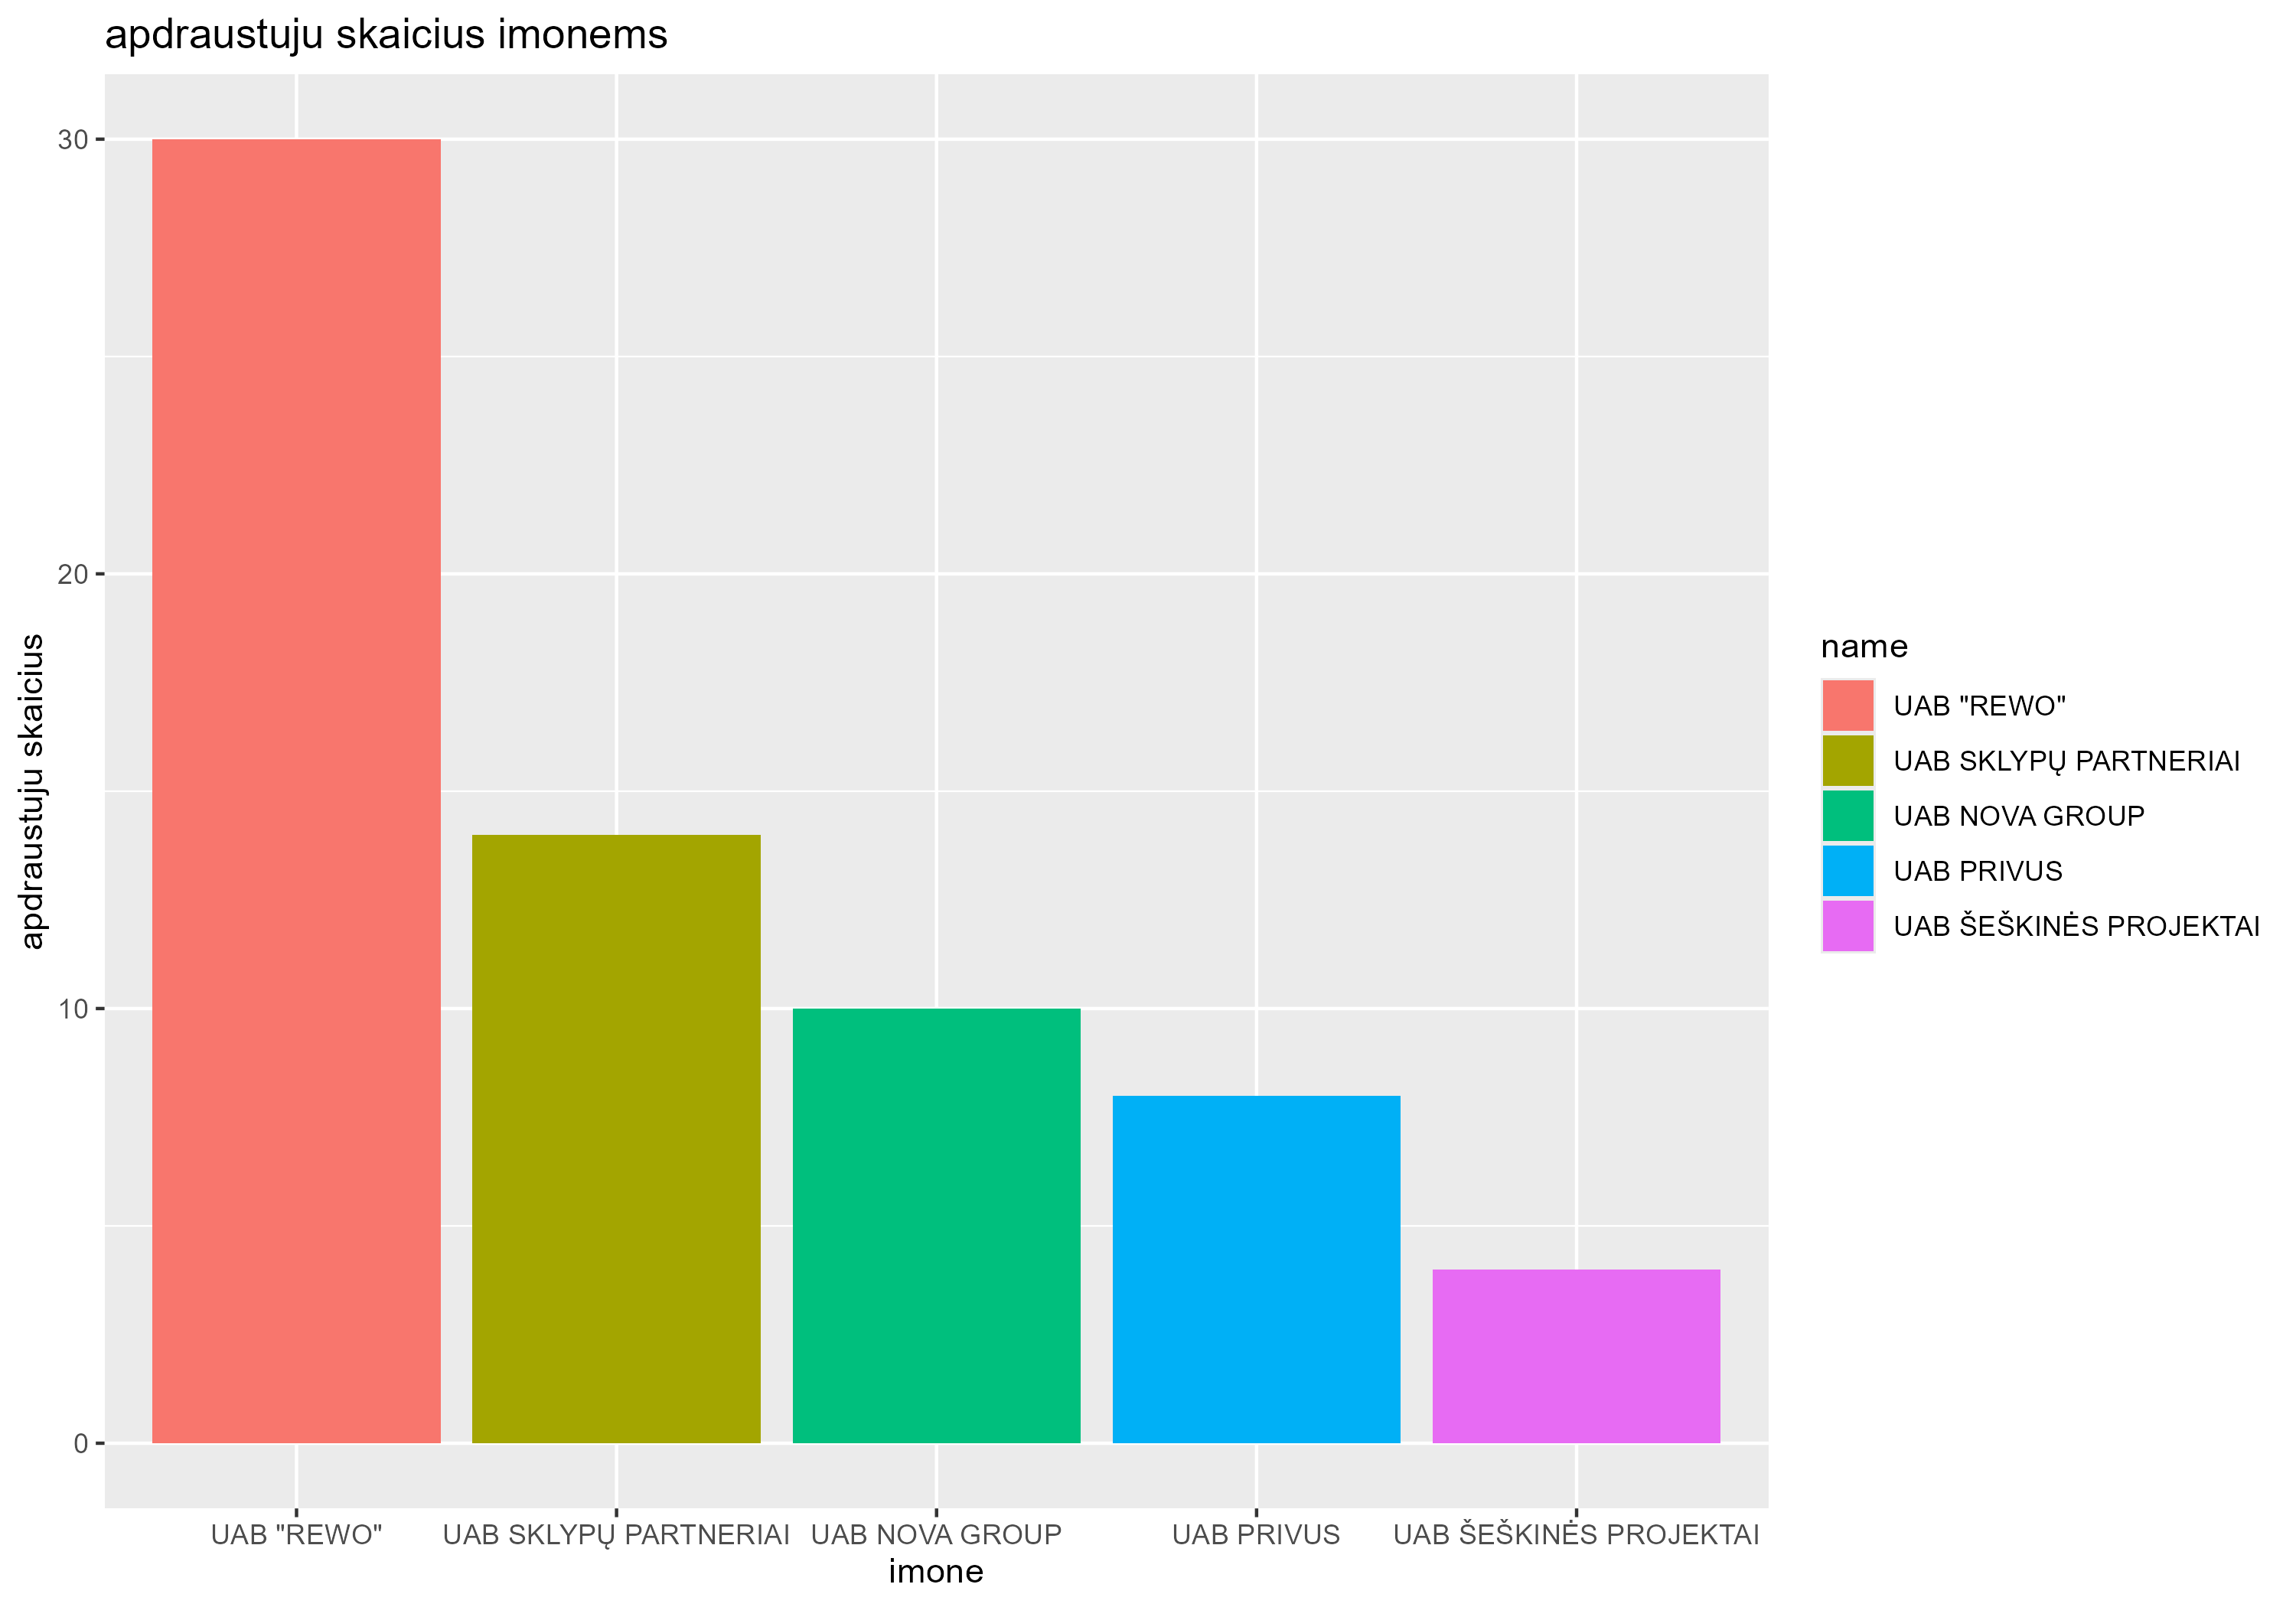 apdraustuju skaicius imonems
apdraustuju skaicius
30
20
10
0
UAB "REWO"
UAB SKLYPŲ PARTNERIAI
UAB NOVA GROUP
UAB PRIVUS
UAB ŠEŠKINĖS PROJEKTAI
imone
name
UAB "REWO"
UAB SKLYPŲ PARTNERIAI
UAB NOVA GROUP
UAB PRIVUS
UAB ŠEŠKINĖS PROJEKTAI